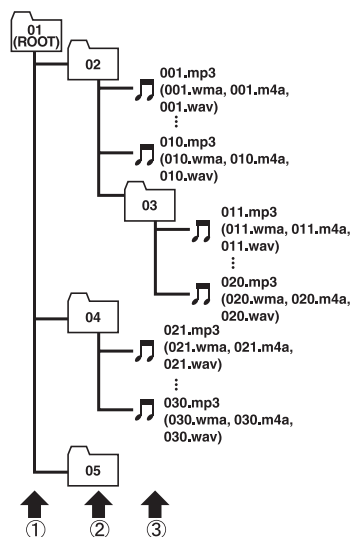 01
(ROOT)
02
001.mp3
(001.wma, 001.m4a,
001.wav)
010.mp3
(010.wma, 010.m4a,
010.wav)
03
011.mp3
(011.wma, 011.m4a,
011.wav)
020.mp3
(020.wma, 020.m4a,
020.wav)
04
021.mp3
(021.wma, 021.m4a,
021.wav)
030.mp3
(030.wma, 030.m4a,
030.wav)
05
① ② ③